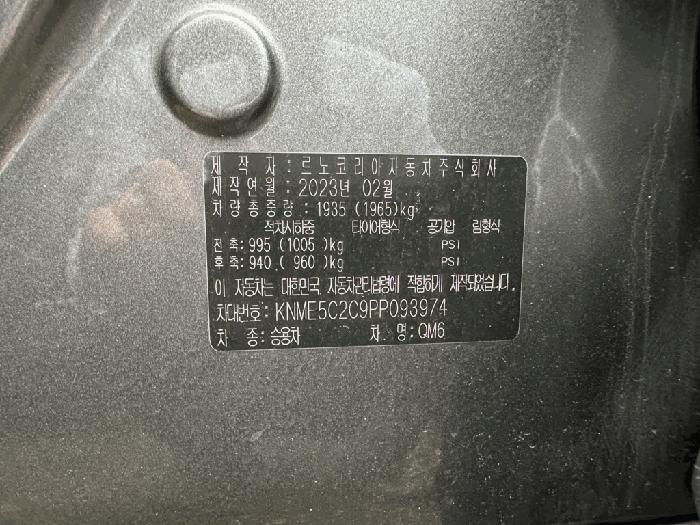 제 작 자 : 르노코리아자동차주식회사
제작연월 : 2023년 02월
차 량 총 중 량 : 1935 (1965)kg
적차시하중 타이어형식 공기압 림형식
전 축: 995 (1005 )kg PSI
후 축: 940 ( 960 )kg PSI
이 자동차는 대한민국 자동차관리법령에 적합하게 제작되었습니다.
차대번호: KNME5C2C9PP093974
차 종: 승용차 차 명: QM6